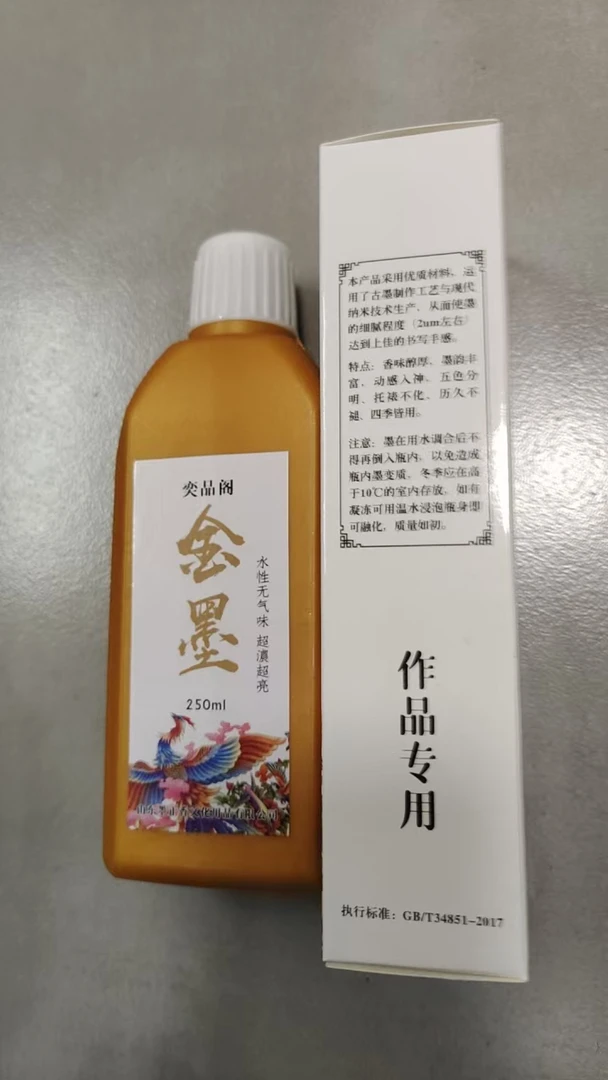 奕品阁
金墨
水性无气味 超濃超亮
250ml
本产品采用优质材料、运
用了古墨制作工艺与现代
纳米技术生产，从而使墨
的细腻程度（2um左右）
达到上佳的书写手感。
特点：香味醇厚、墨韵丰
富，动感入神、五色分
明、托裱不化、历久不
褪、四季皆用。
注意：墨在用水调合后不
得再倒入瓶内，以免造成
瓶内墨变质，冬季应在高
于10℃的室内存放，如有
凝冻可用温水浸泡瓶身即
可融化，质量如初。
作品专用
执行标准：GB/T34851-2017